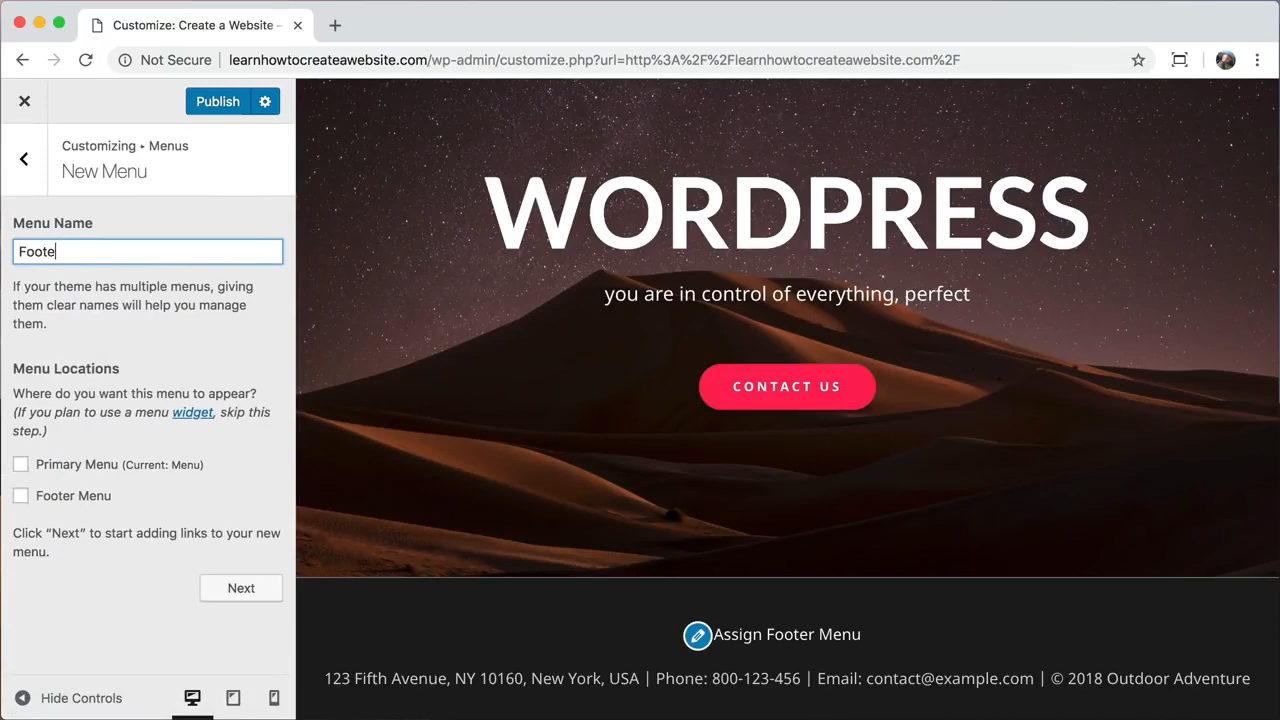 Customize: Create a Website –
Not Secure | learnhowtocreateawebsite.com/wp-admin/customize.php?url=http%3A%2F%2Flearnhowtocreateawebsite.com%2F
Publish
Customizing ▸ Menus
New Menu
Menu Name
Foote
If your theme has multiple menus, giving
them clear names will help you manage
them.
Menu Locations
Where do you want this menu to appear?
(If you plan to use a menu widget, skip this
step.)
Primary Menu (Current: Menu)
Footer Menu
Click “Next” to start adding links to your new
menu.
Next
Hide Controls
WORDPRESS
you are in control of everything, perfect
CONTACT US
Assign Footer Menu
123 Fifth Avenue, NY 10160, New York, USA | Phone: 800-123-456 | Email: contact@example.com | © 2018 Outdoor Adventure